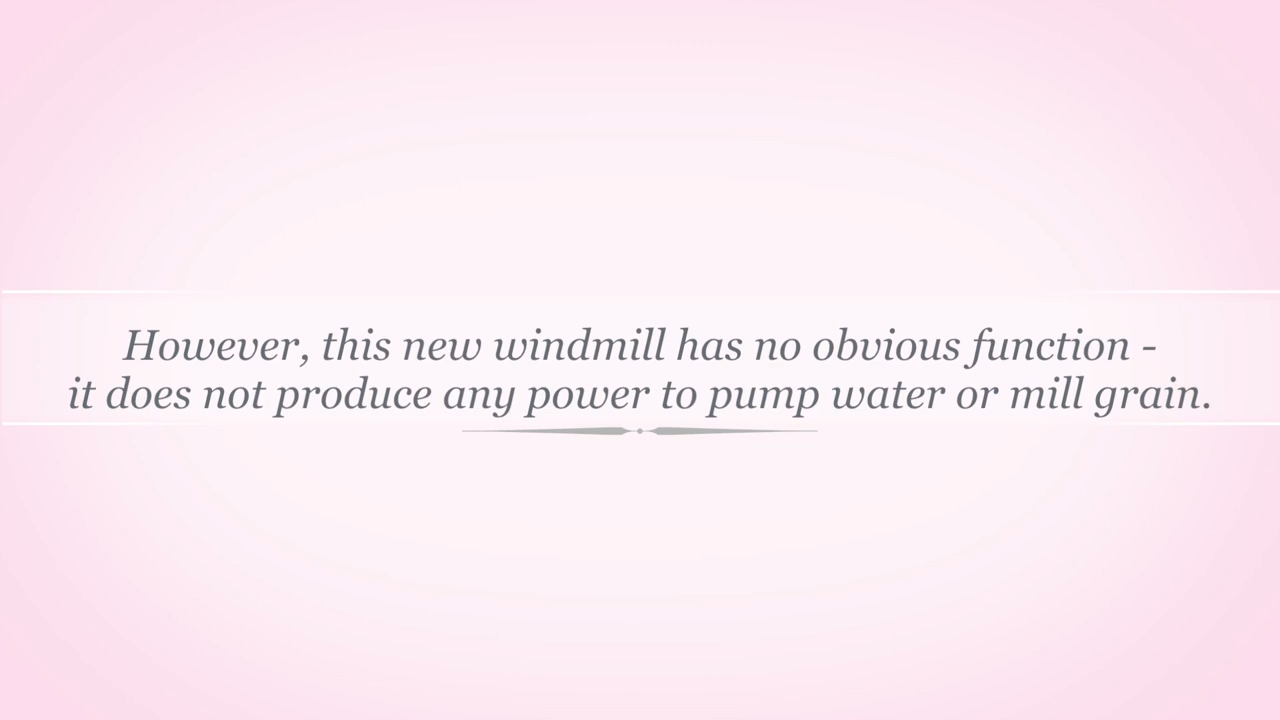 However, this new windmill has no obvious function -
it does not produce any power to pump water or mill grain.